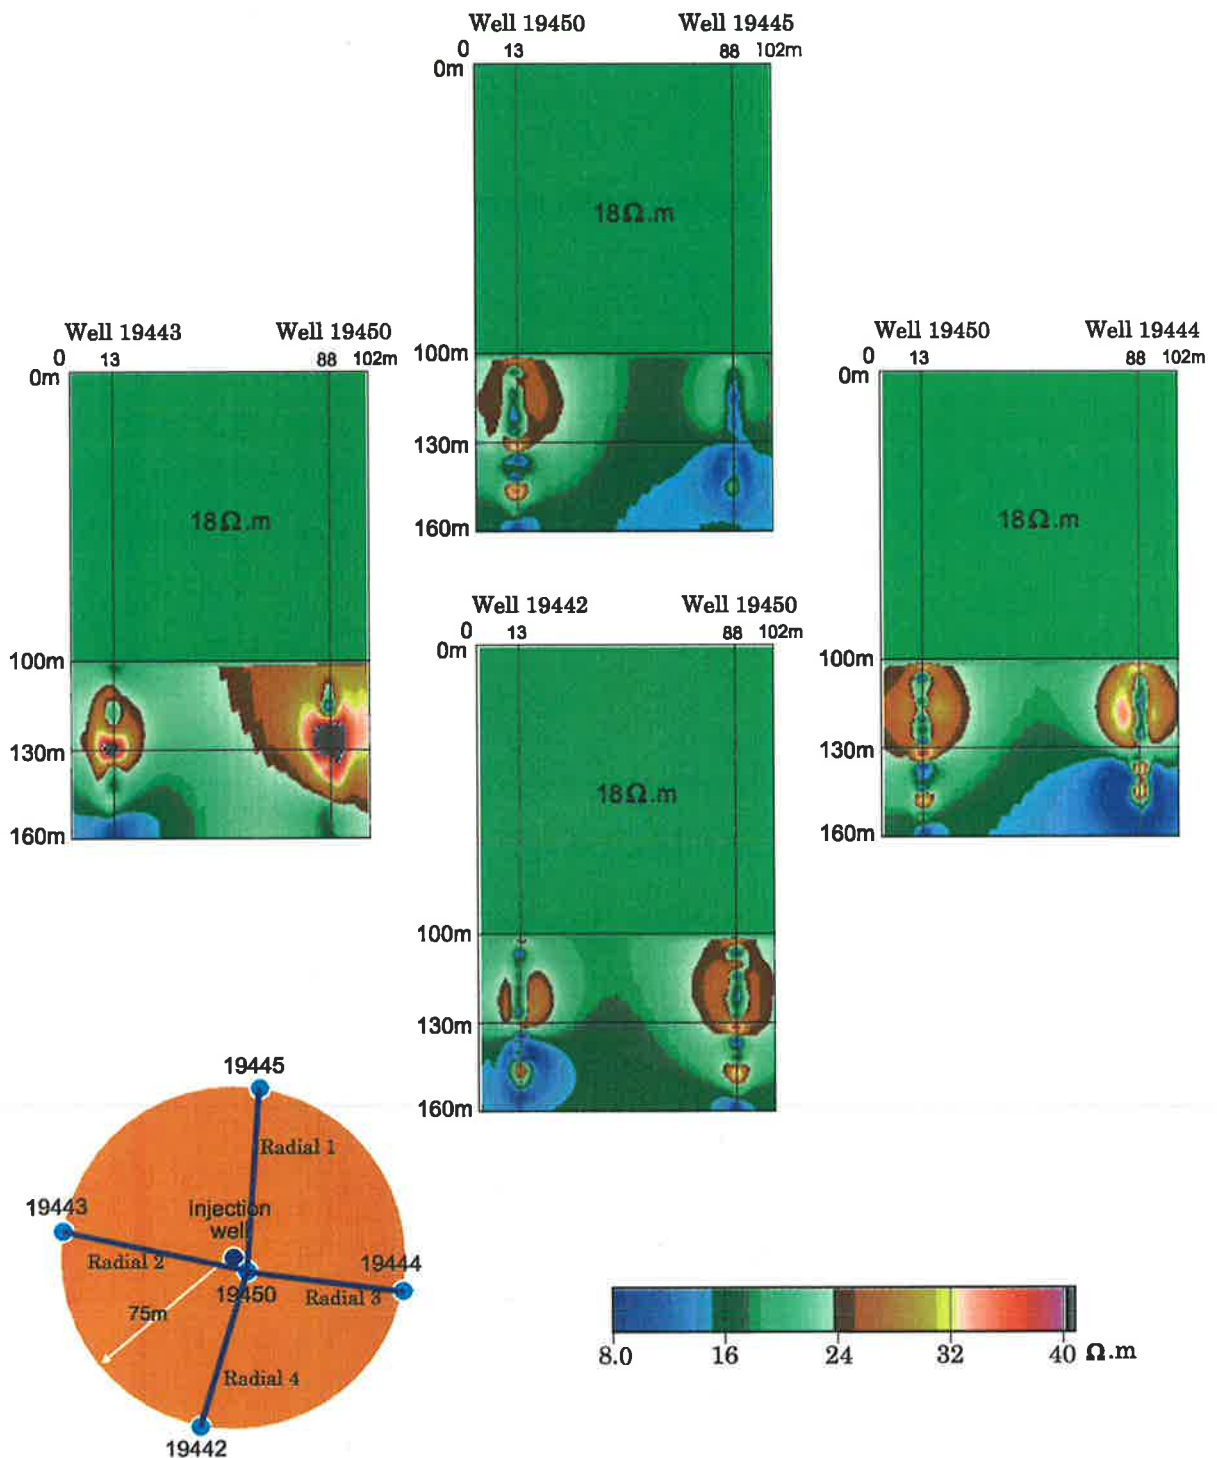 Well 19450 Well 19445
0 13 88 102m
0m
18Ω.m
100m
130m
160m
Well 19443 Well 19450
0 13 88 102m
0m
18Ω.m
100m
130m
160m
Well 19450 Well 19444
0 13 88 102m
0m
18Ω.m
100m
130m
160m
Well 19442 Well 19450
0 13 88 102m
0m
18Ω.m
100m
130m
160m
19445
Radial 1
19443
Injection
well
Radial 2
19444
19450
Radial 3
75m
Radial 4
19442
8.0 16 24 32 40 Ω.m